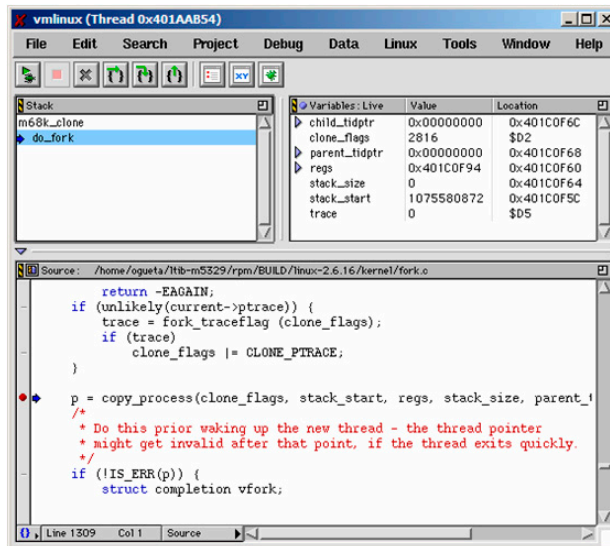 vmlinux (Thread 0x401AAB54)
File Edit Search Project Debug Data Linux Tools Window Help
Stack
m68k_clone
do_fork
Variables: Live Value Location
child_tidptr 0x00000000 0x401C0F6C
clone_flags 2816 $D2
parent_tidptr 0x00000000 0x401C0F68
regs 0x401C0F94 0x401C0F60
stack_size 0 0x401C0F64
stack_start 1075580872 0x401C0F5C
trace 0 $D5
Source: /home/ogueta/ltib-m5329/rpm/BUILD/linux-2.6.16/kernel/fork.c
return -EAGAIN;
if (unlikely(current->ptrace)) {
trace = fork_traceflag (clone_flags);
if (trace)
clone_flags |= CLONE_PTRACE;
}
p = copy_process(clone_flags, stack_start, regs, stack_size, parent_t
/*
* Do this prior waking up the new thread - the thread pointer
* might get invalid after that point, if the thread exits quickly.
*/
if (!IS_ERR(p)) {
struct completion vfork;
{} Line 1309 Col 1 Source